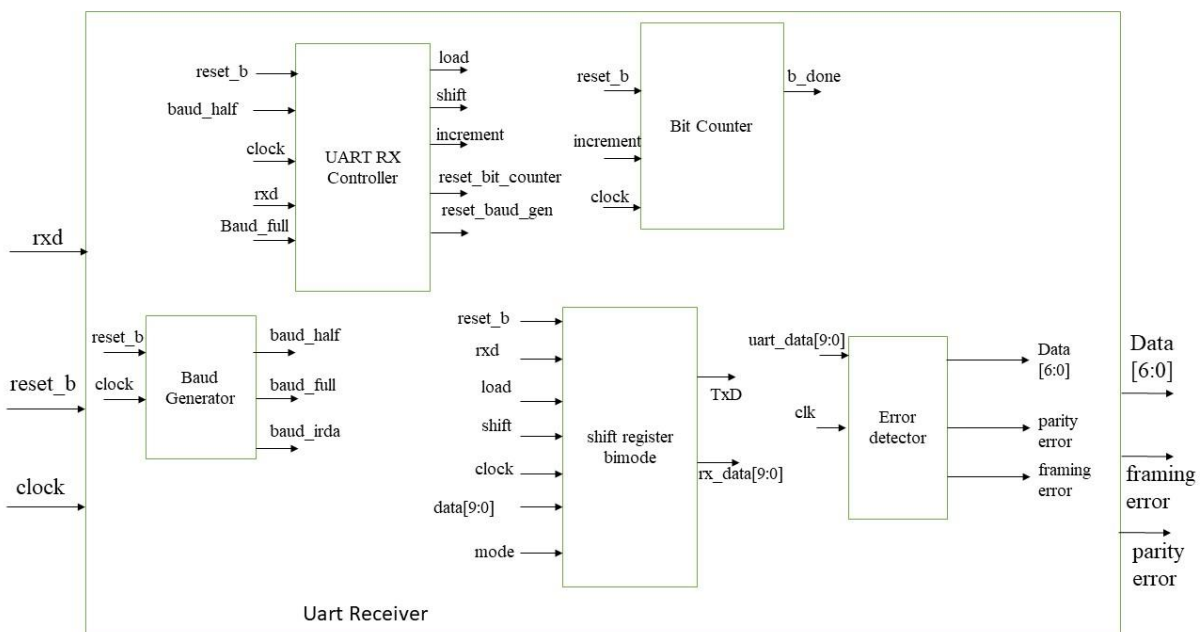 reset_b
baud_half
clock
rxd
Baud_full
UART RX
Controller
load
shift
increment
reset_bit_counter
reset_baud_gen
reset_b
increment
clock
Bit Counter
b_done
rxd
reset_b
clock
reset_b
clock
Baud
Generator
baud_half
baud_full
baud_irda
reset_b
rxd
load
shift
clock
data[9:0]
mode
shift register
bimode
TxD
rx_data[9:0]
uart_data[9:0]
clk
Error
detector
Data
[6:0]
parity
error
framing
error
Data
[6:0]
framing
error
parity
error
Uart Receiver